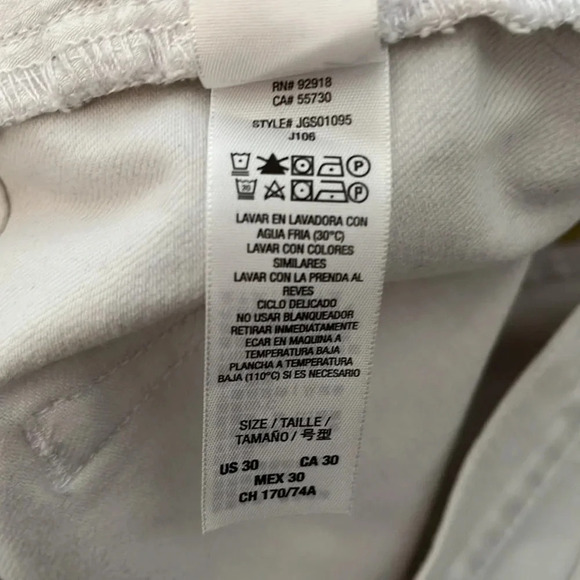 RN# 92918
CA# 55730
STYLE# JGS01095
J106
LAVAR EN LAVADORA CON
AGUA FRIA (30°C)
LAVAR CON COLORES
SIMILARES
LAVAR CON LA PRENDA AL
REVES
CICLO DELICADO
NO USAR BLANQUEADOR
RETIRAR INMEDIATAMENTE
ECAR EN MAQUINA A
TEMPERATURA BAJA
PLANCHA A TEMPERATURA
BAJA (110°C) SI ES NECESARIO
SIZE / TAILLE /
TAMAÑO / 号型
US 30 CA 30
MEX 30
CH 170/74A